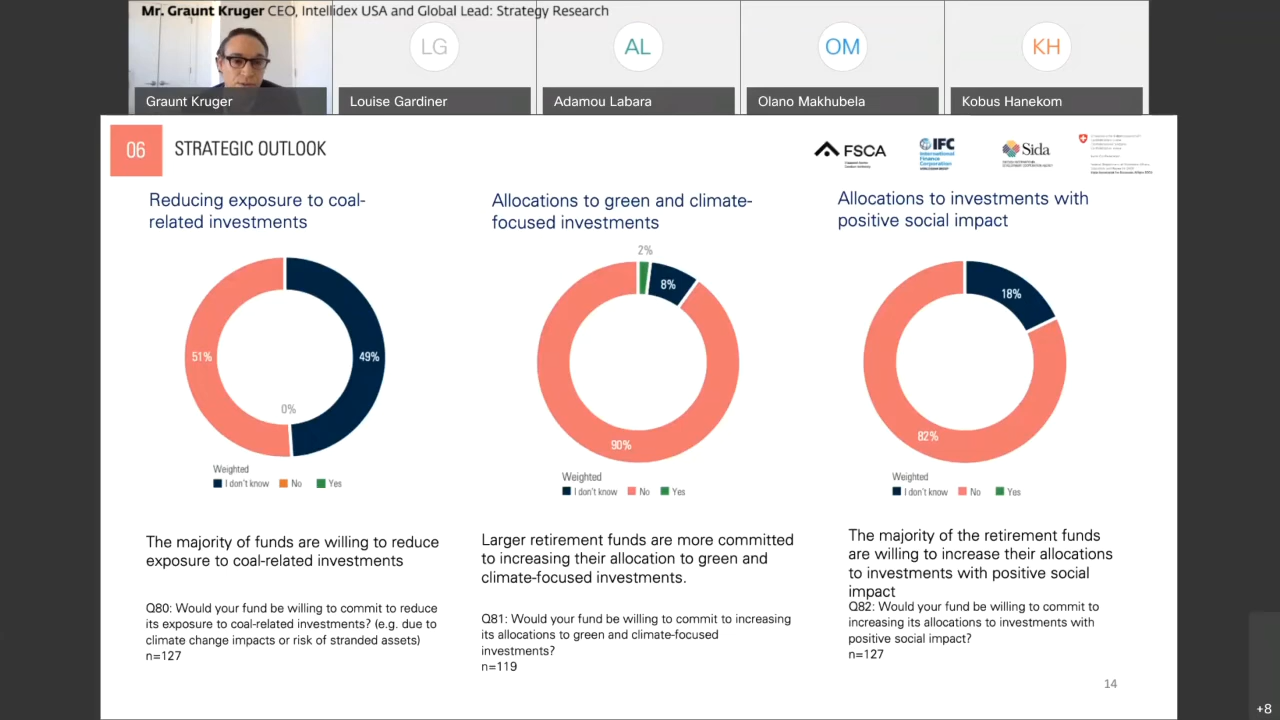 Mr. Graunt Kruger CEO, Intellidex USA and Global Lead: Strategy Research
LG
AL
OM
KH
Graunt Kruger
Louise Gardiner
Adamou Labara
Olano Makhubela
Kobus Hanekom
06
STRATEGIC OUTLOOK
FSCA
IFC
International
Finance
Corporation
Sida
Reducing exposure to coal-
related investments
Allocations to green and climate-
focused investments
Allocations to investments with
positive social impact
51%
49%
0%
Weighted
I don't know
No
Yes
2%
8%
90%
Weighted
I don't know
No
Yes
18%
82%
Weighted
I don't know
No
Yes
The majority of funds are willing to reduce
exposure to coal-related investments
Q80: Would your fund be willing to commit to reduce
its exposure to coal-related investments? (e.g. due to
climate change impacts or risk of stranded assets)
n=127
Larger retirement funds are more committed
to increasing their allocation to green and
climate-focused investments.
Q81: Would your fund be willing to commit to increasing
its allocations to green and climate-focused
investments?
n=119
The majority of the retirement funds
are willing to increase their allocations
to investments with positive social
impact
Q82: Would your fund be willing to commit to
increasing its allocations to investments with
positive social impact?
n=127
14
+8